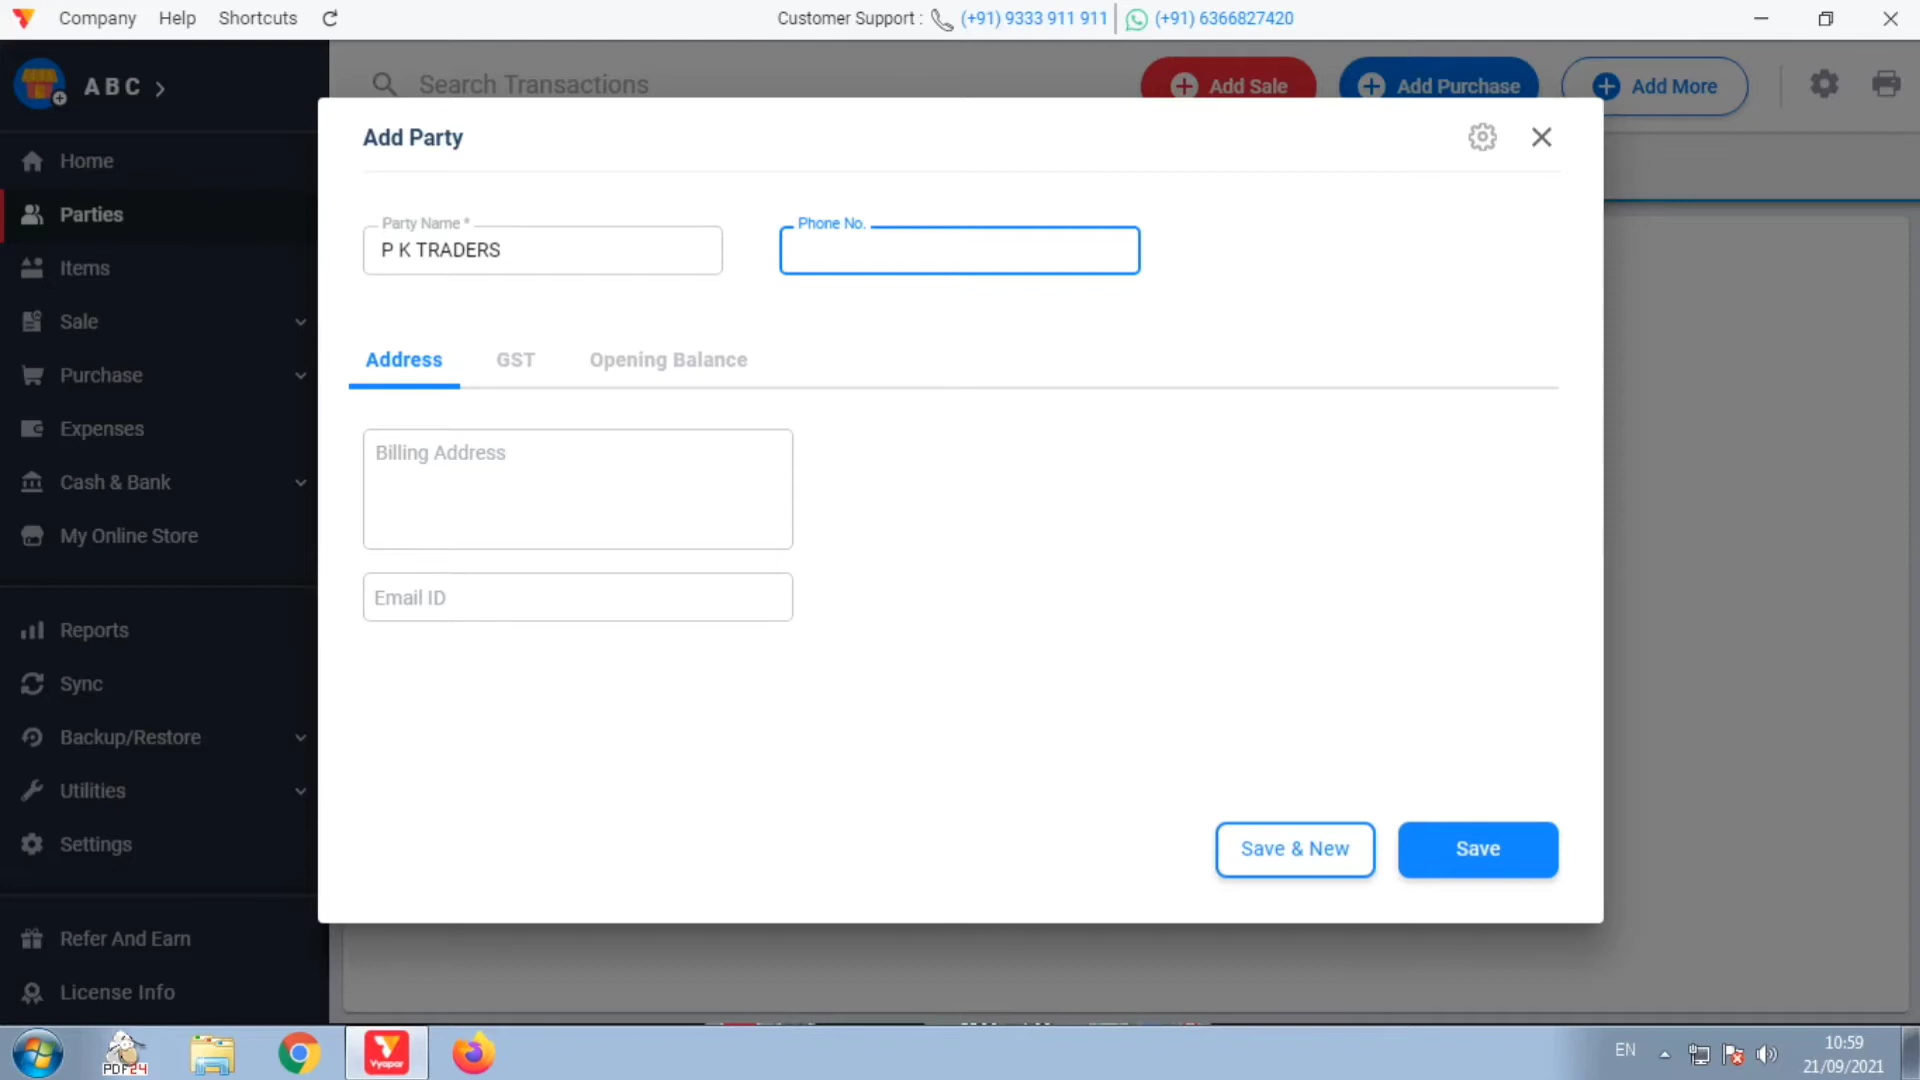 Company Help Shortcuts
Customer Support : (+91) 9333 911 911 (+91) 6366827420
A B C
Search Transactions
Add Sale
Add Purchase
Add More
Home
Parties
Items
Sale
Purchase
Expenses
Cash & Bank
My Online Store
Reports
Sync
Backup/Restore
Utilities
Settings
Refer And Earn
License Info
Add Party
Party Name *
P K TRADERS
Phone No.
Address GST Opening Balance
Billing Address
Email ID
Save & New
Save
PDF24
Vyapar
EN
10:59
21/09/2021